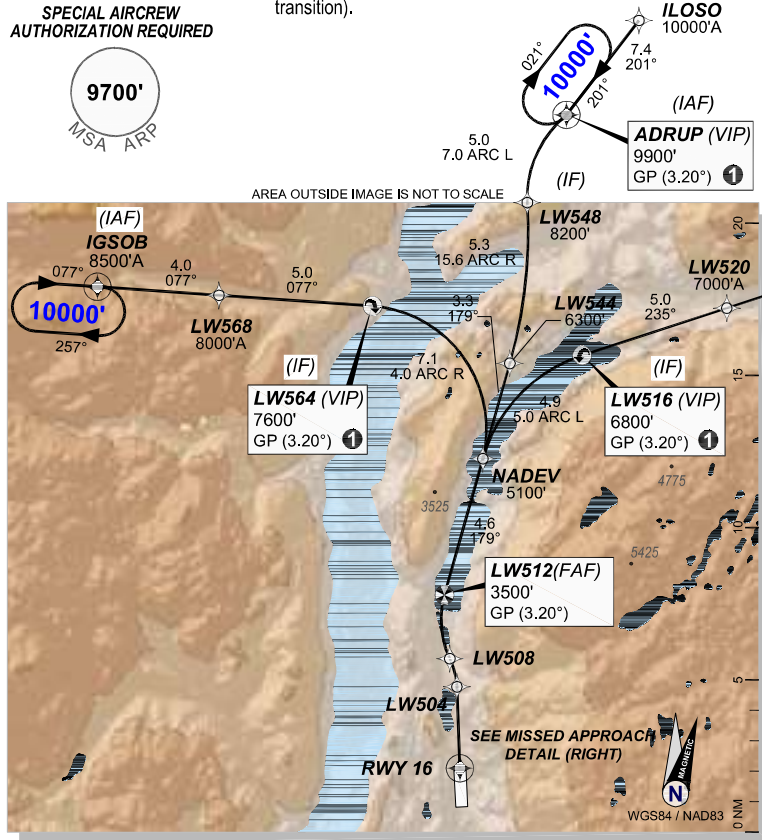 SPECIAL AIRCREW
AUTHORIZATION REQUIRED
transition).
9700'
MSA ARP
ILOSO
10000'A
7.4
201°
021°
10000'
201°
(IAF)
ADRUP (VIP)
9900'
GP (3.20°) 1
5.0
7.0 ARC L
(IF)
AREA OUTSIDE IMAGE IS NOT TO SCALE
LW548
8200'
(IAF)
IGSOB
8500'A
077°
10000'
257°
4.0
077°
LW568
8000'A
5.0
077°
5.3
15.6 ARC R
3.3
179°
LW544
6300'
LW520
7000'A
5.0
235°
20
(IF)
LW564 (VIP)
7600'
GP (3.20°) 1
7.1
4.0 ARC R
4.9
5.0 ARC L
(IF)
LW516 (VIP)
6800'
GP (3.20°) 1
15
NADEV
5100'
3525
4775
4.6
179°
10
5425
LW512(FAF)
3500'
GP (3.20°)
LW508
LW504
5
SEE MISSED APPROACH
DETAIL (RIGHT)
RWY 16
MAGNETIC
N
WGS84 / NAD83
0 NM